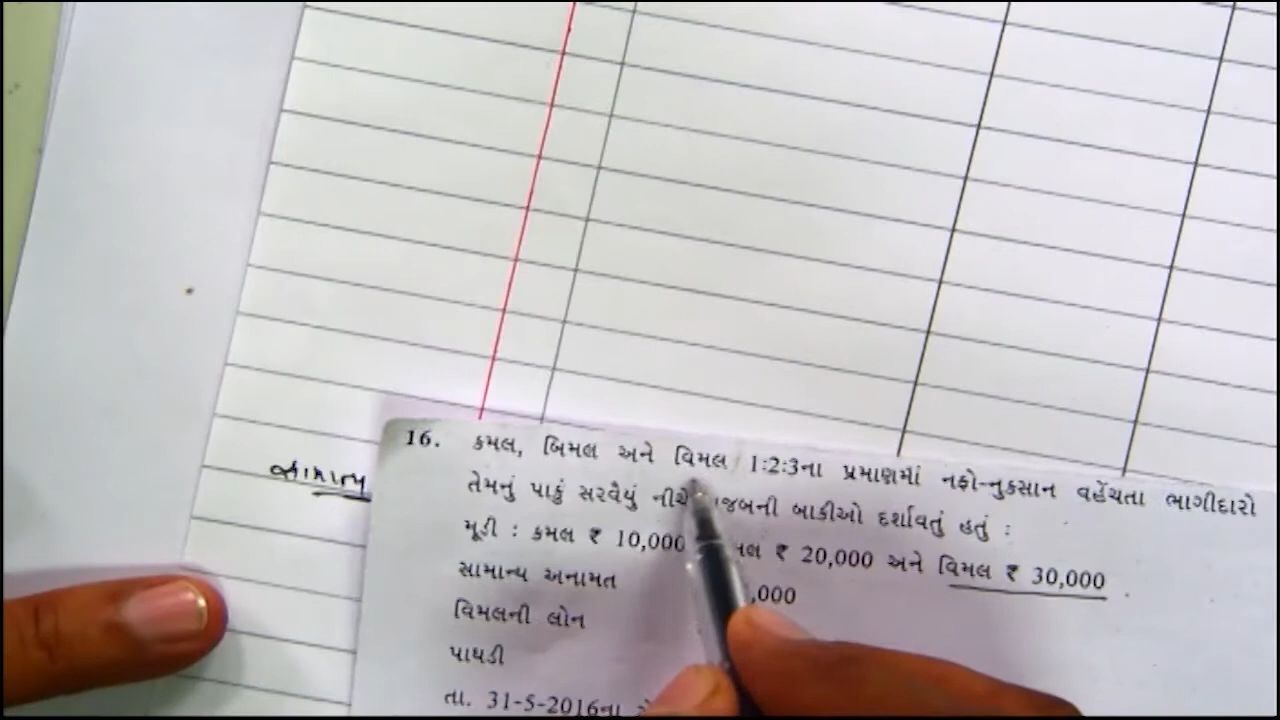 16. કમલ, બિમલ અને વિમલ 1:2:3ના પ્રમાણમાં નફો-નુકસાન વહેંચતા ભાગીદારો
તેમનું પાકું સરવૈયું નીચે જબની બાકીઓ દર્શાવતું હતું :
મૂડી : કમલ ₹ 10,000 મલ ₹ 20,000 અને વિમલ ₹ 30,000
સામાન્ય અનામત ,000
વિમલની લોન
પાઘડી
તા. 31-5-2016ના